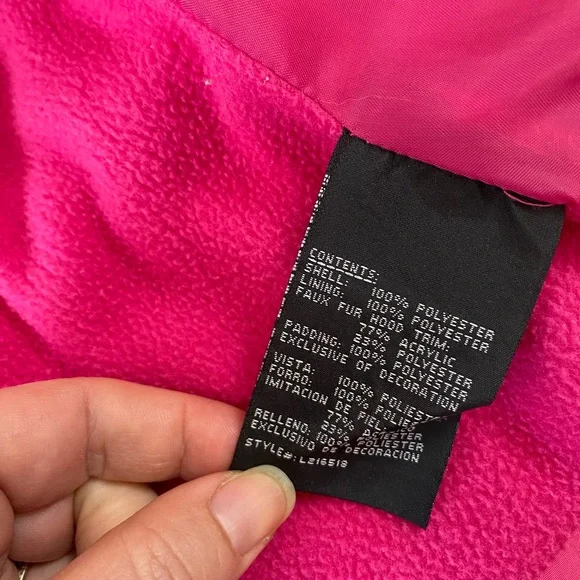 CONTENTS:
SHELL: 100% POLYESTER
LINING: 100% POLYESTER
FAUX FUR HOOD TRIM:
77% ACRYLIC
23% POLYESTER
PADDING: 100% POLYESTER
EXCLUSIVE OF DECORATION
VISTA: 100% POLIESTER
FORRO: 100% POLIES
IMITACION DE PIEL
77%
23%
RELLENO: 100% POLIESTER
EXCLUSIVO DE DECORACION
STYLE#: L216518